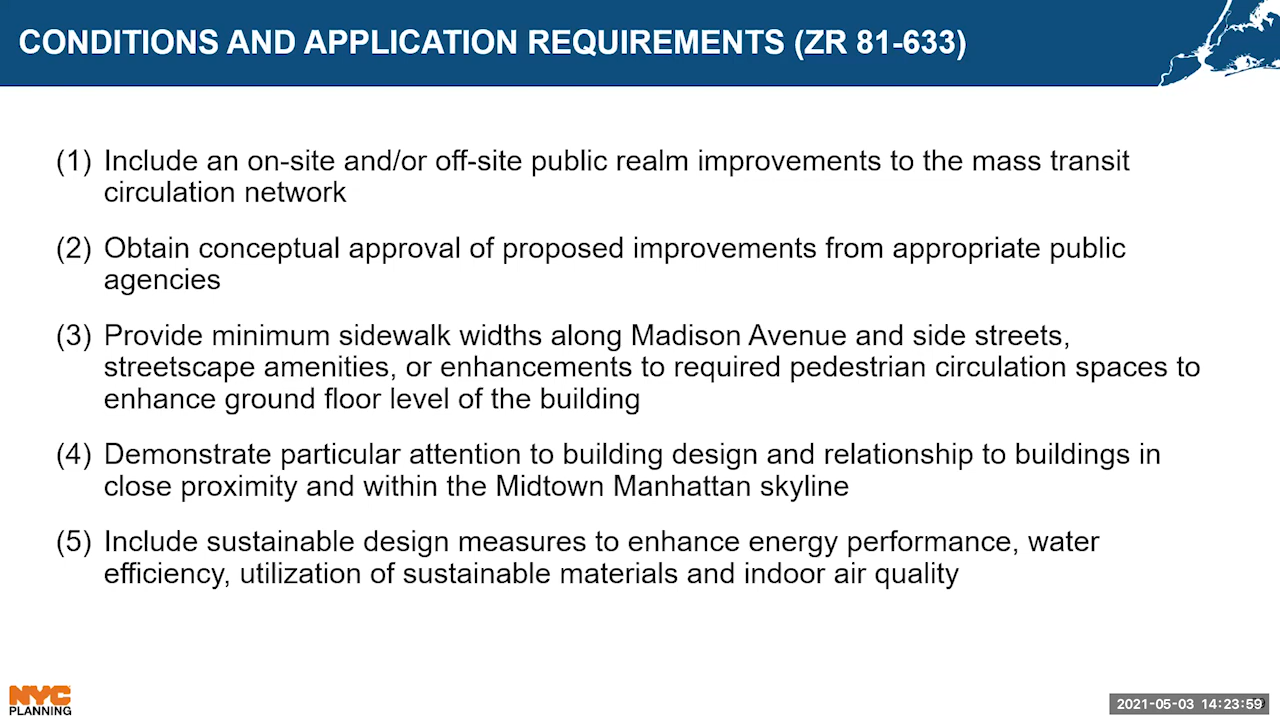 CONDITIONS AND APPLICATION REQUIREMENTS (ZR 81-633)
(1) Include an on-site and/or off-site public realm improvements to the mass transit
circulation network
(2) Obtain conceptual approval of proposed improvements from appropriate public
agencies
(3) Provide minimum sidewalk widths along Madison Avenue and side streets,
streetscape amenities, or enhancements to required pedestrian circulation spaces to
enhance ground floor level of the building
(4) Demonstrate particular attention to building design and relationship to buildings in
close proximity and within the Midtown Manhattan skyline
(5) Include sustainable design measures to enhance energy performance, water
efficiency, utilization of sustainable materials and indoor air quality
NYC
PLANNING
2021-05-03 14:23:59